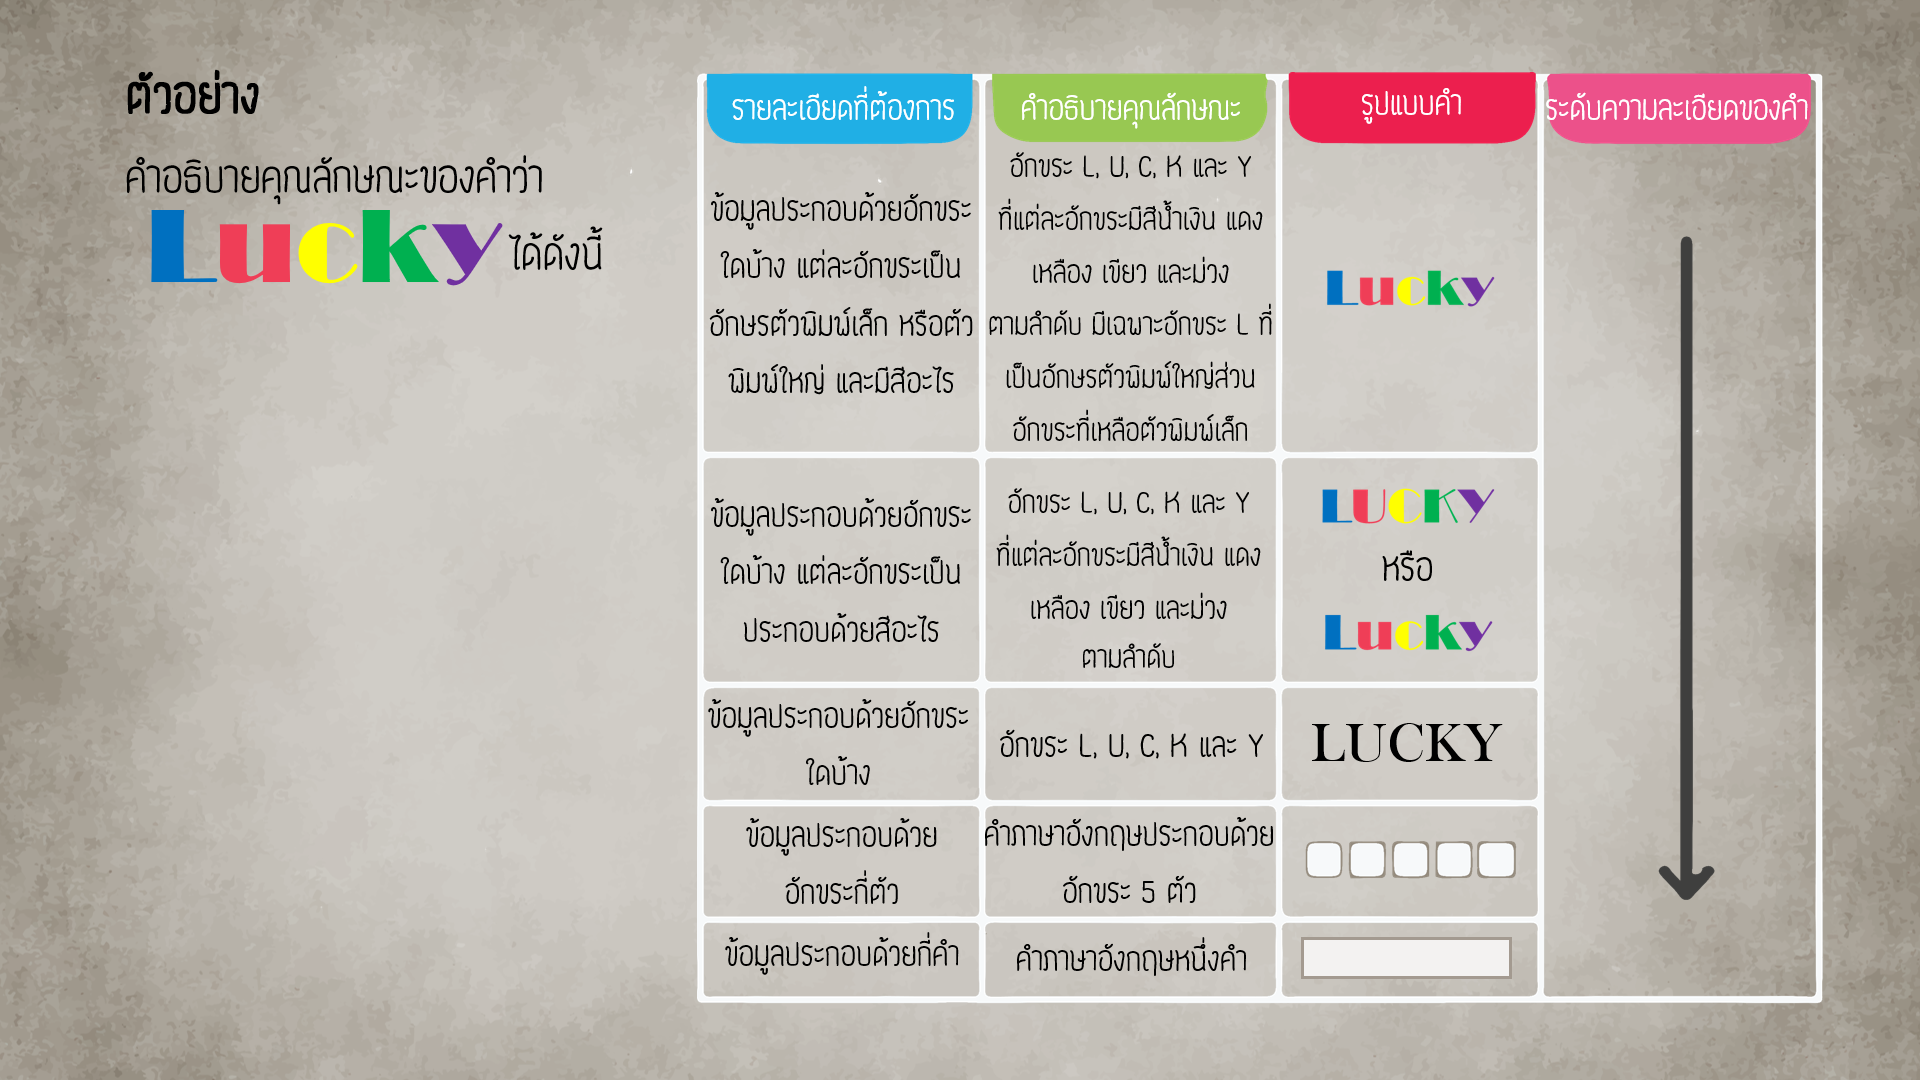 ตัวอย่าง
คำอธิบายคุณลักษณะของคำว่า
Lucky ได้ดังนี้
รายละเอียดที่ต้องการ
คำอธิบายคุณลักษณะ
รูปแบบคำ
ระดับความละเอียดของคำ
ข้อมูลประกอบด้วยอักขระ
ใดบ้าง แต่ละอักขระเป็น
อักษรตัวพิมพ์เล็ก หรือตัว
พิมพ์ใหญ่ และมีสีอะไร
อักขระ L, U, C, K และ Y
ที่แต่ละอักขระมีสีน้ำเงิน แดง
เหลือง เขียว และม่วง
ตามลำดับ มีเฉพาะอักขระ L ที่
เป็นอักษรตัวพิมพ์ใหญ่ส่วน
อักขระที่เหลือตัวพิมพ์เล็ก
Lucky
ข้อมูลประกอบด้วยอักขระ
ใดบ้าง แต่ละอักขระเป็น
ประกอบด้วยสีอะไร
อักขระ L, U, C, K และ Y
ที่แต่ละอักขระมีสีน้ำเงิน แดง
เหลือง เขียว และม่วง
ตามลำดับ
LUCKY
หรือ
Lucky
ข้อมูลประกอบด้วยอักขระ
ใดบ้าง
อักขระ L, U, C, K และ Y
LUCKY
ข้อมูลประกอบด้วย
อักขระกี่ตัว
คำภาษาอังกฤษประกอบด้วย
อักขระ 5 ตัว
ข้อมูลประกอบด้วยกี่คำ
คำภาษาอังกฤษหนึ่งคำ